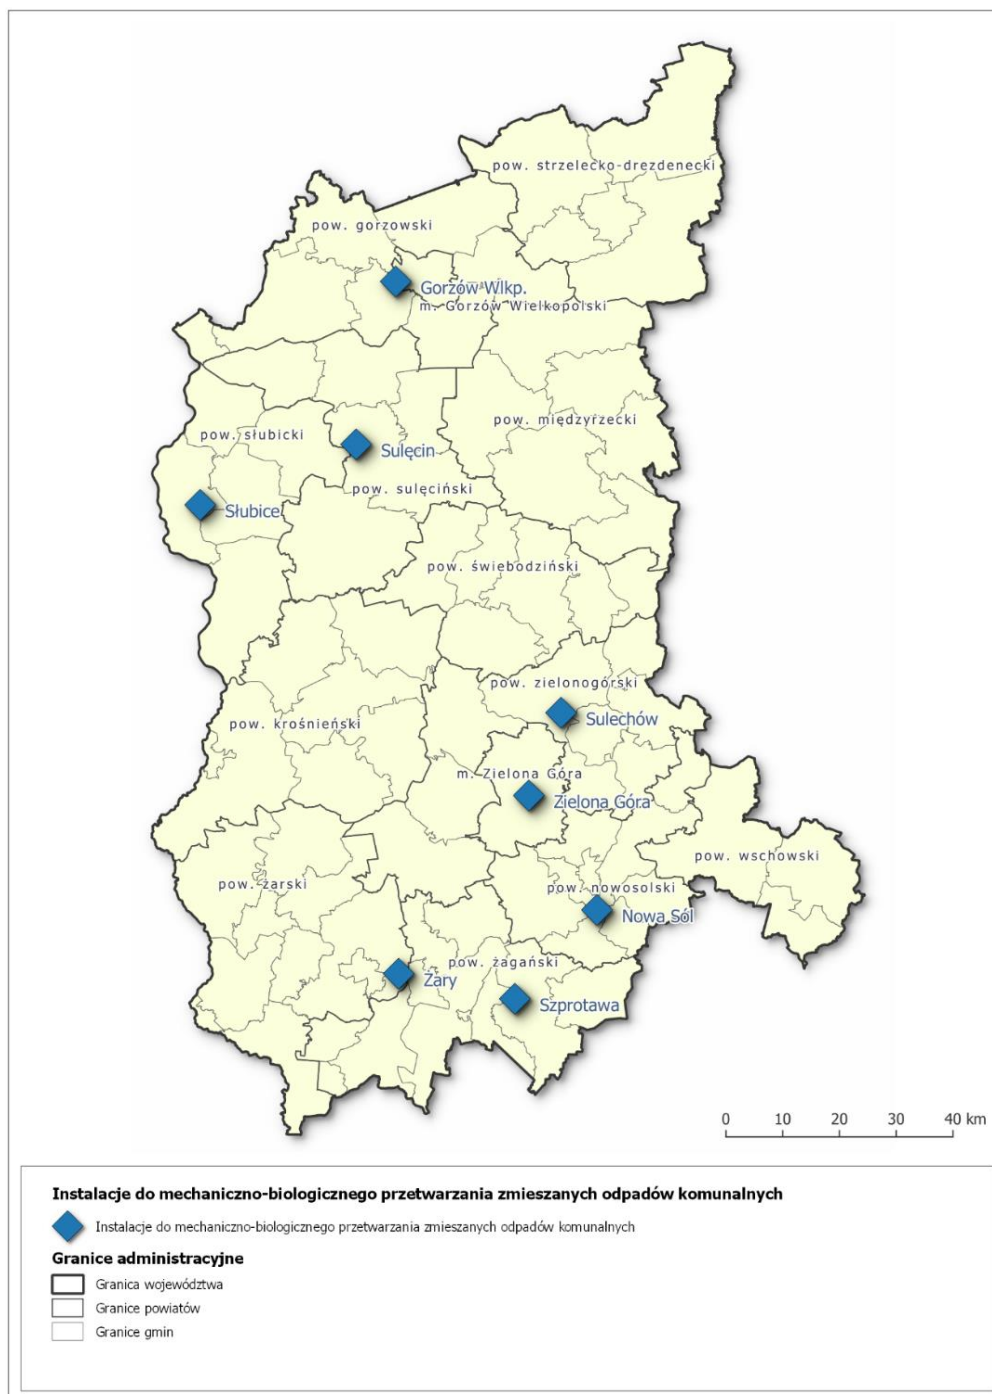 pow. strzelecko-drezdenecki
pow. gorzowski
Gorzów Wlkp.
m. Gorzów Wielkopolski
pow. międzyrzecki
pow. słubicki
Sulęcin
pow. sulęciński
Słubice
pow. świebodziński
pow. zielonogórski
Sulechów
pow. krośnieński
m. Zielona Góra
Zielona Góra
pow. wschowski
pow. żarski
pow. nowosolski
Nowa Sól
pow. żagański
Żary
Szprotawa
0 10 20 30 40 km
Instalacje do mechaniczno-biologicznego przetwarzania zmieszanych odpadów komunalnych
Instalacje do mechaniczno-biologicznego przetwarzania zmieszanych odpadów komunalnych
Granice administracyjne
Granica województwa
Granice powiatów
Granice gmin